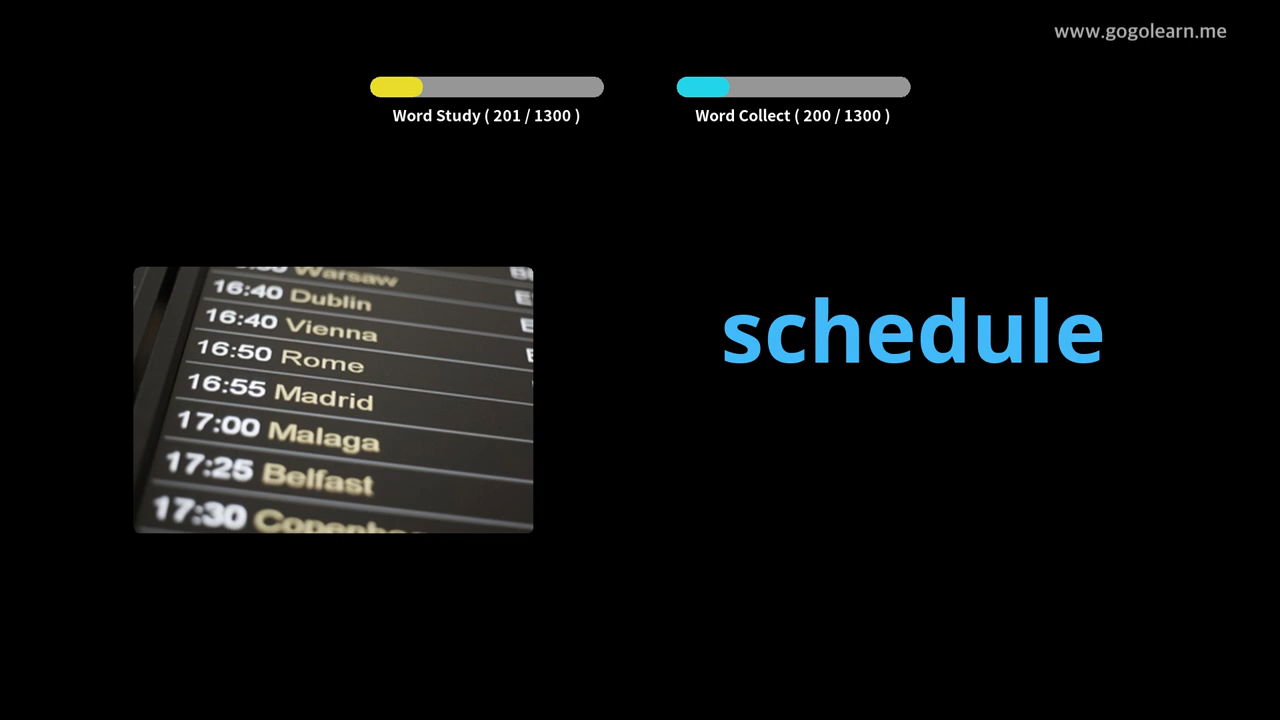 www.gogolearn.me
Word Study ( 201 / 1300 )
Word Collect ( 200 / 1300 )
Warsaw
16:40 Dublin
16:40 Vienna
16:50 Rome
16:55 Madrid
17:00 Malaga
17:25 Belfast
17:30
schedule